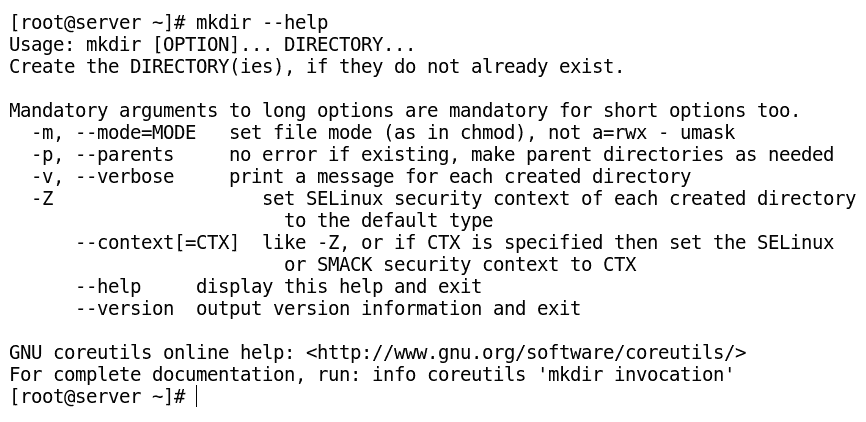 [root@server ~]# mkdir --help
Usage: mkdir [OPTION]... DIRECTORY...
Create the DIRECTORY(ies), if they do not already exist.

Mandatory arguments to long options are mandatory for short options too.
  -m, --mode=MODE   set file mode (as in chmod), not a=rwx - umask
  -p, --parents     no error if existing, make parent directories as needed
  -v, --verbose     print a message for each created directory
  -Z                   set SELinux security context of each created directory
                         to the default type
      --context[=CTX]  like -Z, or if CTX is specified then set the SELinux
                         or SMACK security context to CTX
      --help     display this help and exit
      --version  output version information and exit

GNU coreutils online help: <http://www.gnu.org/software/coreutils/>
For complete documentation, run: info coreutils 'mkdir invocation'
[root@server ~]#